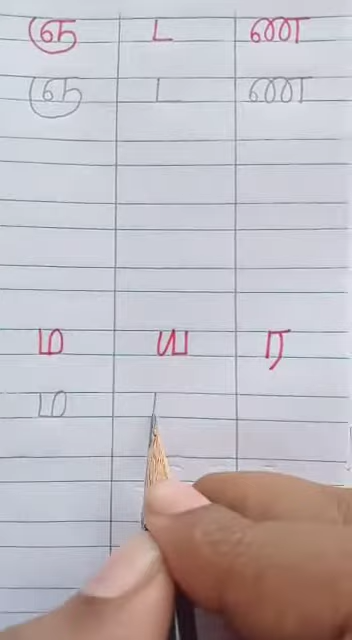 ஞ ட ண
ஞ ட ண
ம ய ர
ம